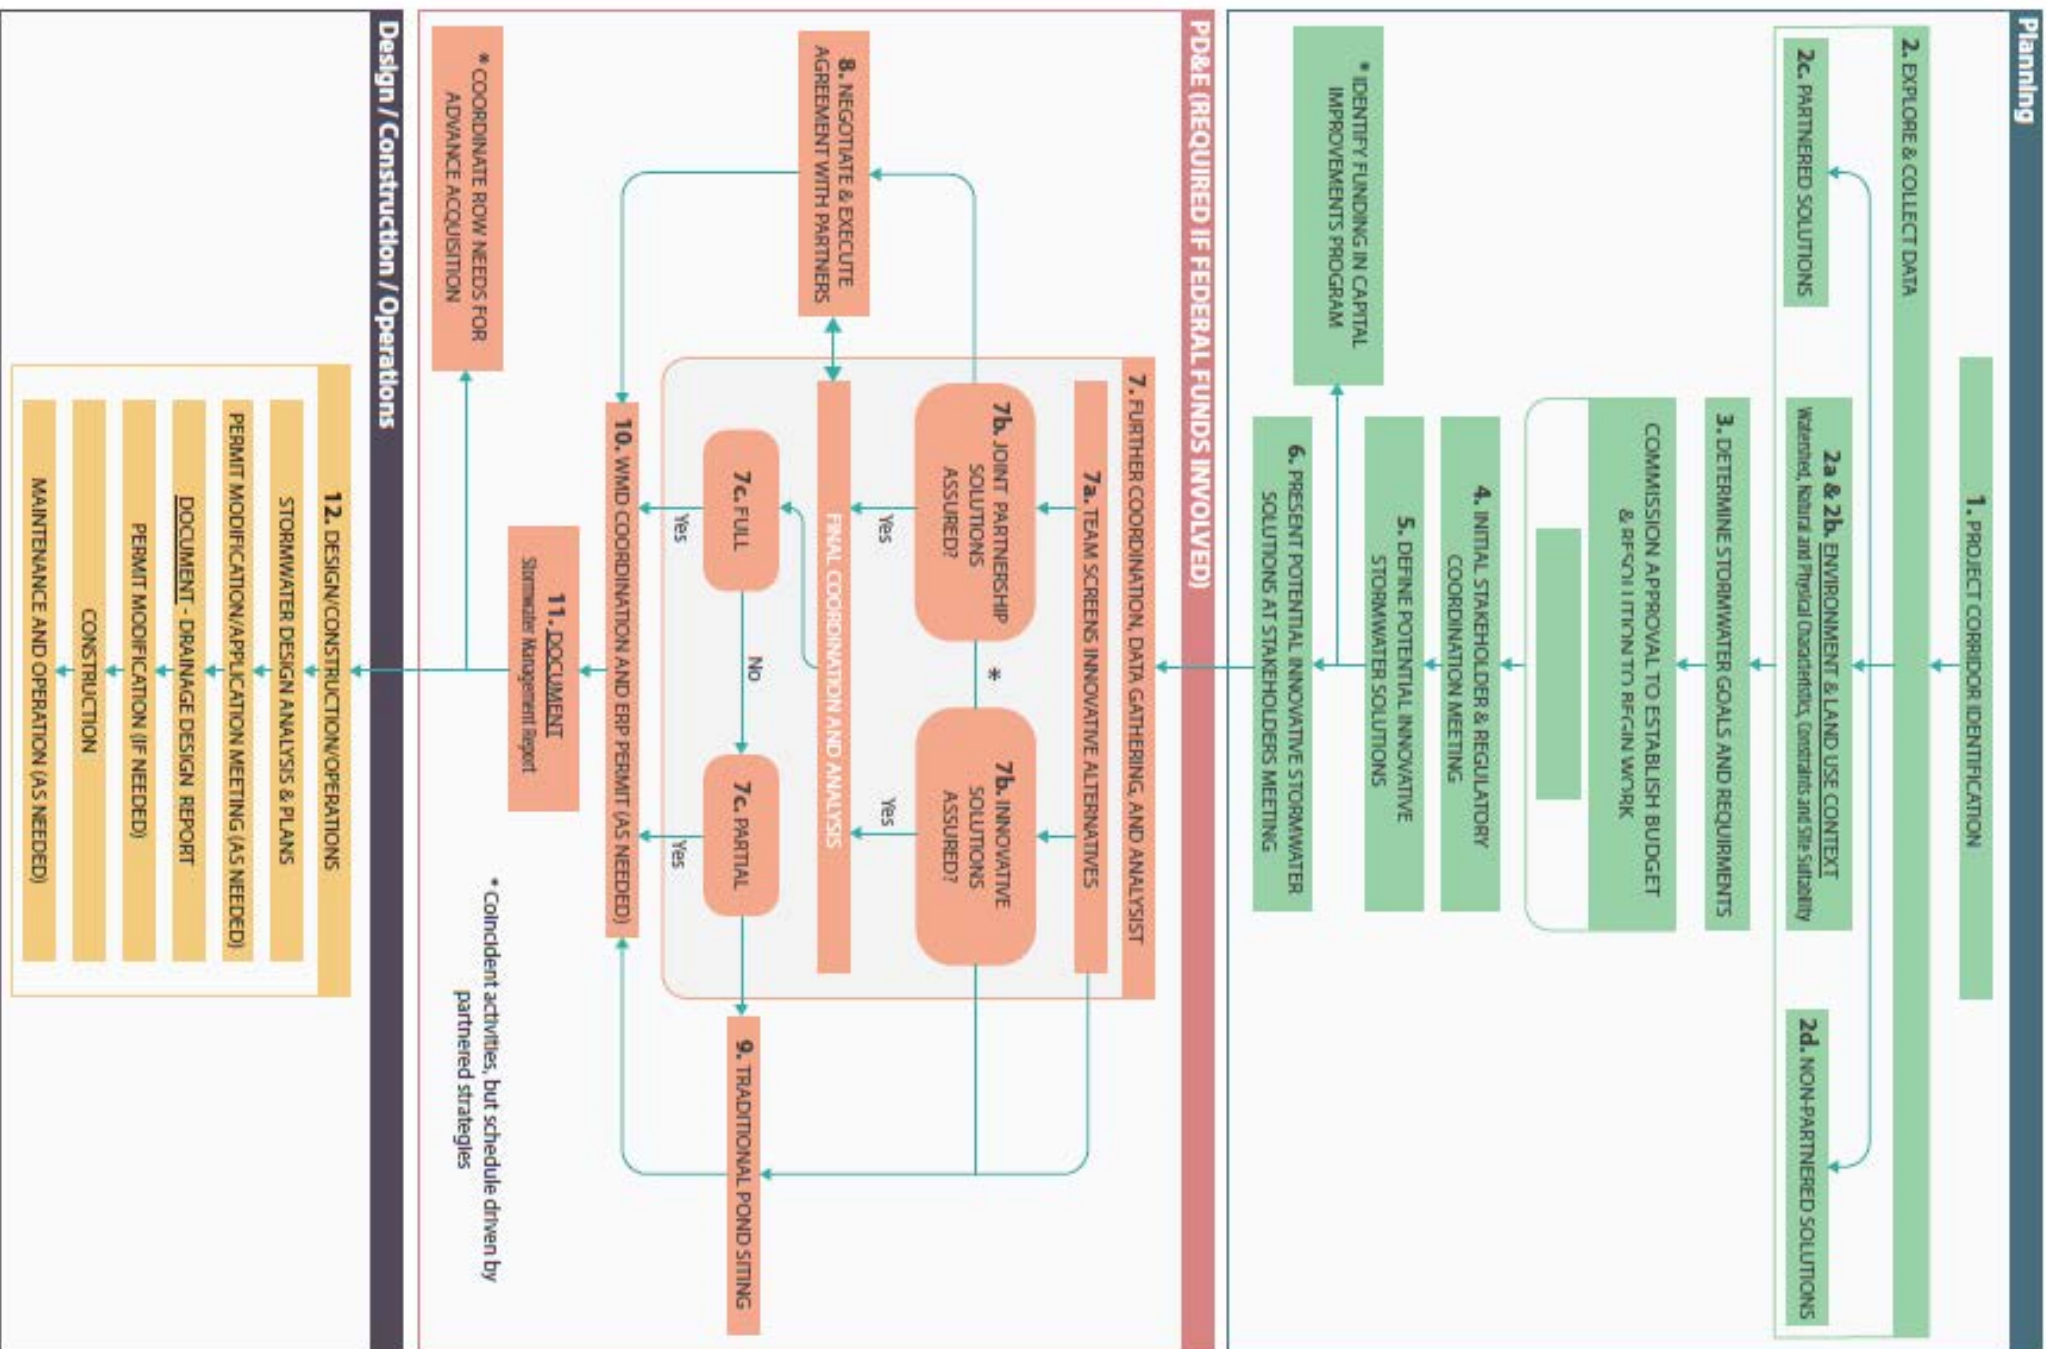 Planning
1. PROJECT CORRIDOR IDENTIFICATION
2. EXPLORE & COLLECT DATA
2c. PARTNERED SOLUTIONS
2a & 2b. ENVIRONMENT & LAND USE CONTEXT
Watershed, Natural and Physical Characteristics, Constraints and Site Suitability
2d. NON-PARTNERED SOLUTIONS
3. DETERMINE STORMWATER GOALS AND REQUIRMENTS
COMMISSION APPROVAL TO ESTABLISH BUDGET
& RESOLUTION TO BEGIN WORK
4. INITIAL STAKEHOLDER & REGULATORY
COORDINATION MEETING
5. DEFINE POTENTIAL INNOVATIVE
STORMWATER SOLUTIONS
* IDENTIFY FUNDING IN CAPITAL
IMPROVEMENTS PROGRAM
6. PRESENT POTENTIAL INNOVATIVE STORMWATER
SOLUTIONS AT STAKEHOLDERS MEETING
PD&E (REQUIRED IF FEDERAL FUNDS INVOLVED)
7. FURTHER COORDINATION, DATA GATHERING, AND ANALYSIST
7a. TEAM SCREENS INNOVATIVE ALTERNATIVES
7b. JOINT PARTNERSHIP
SOLUTIONS
ASSURED?
*
7b. INNOVATIVE
SOLUTIONS
ASSURED?
Yes
Yes
8. NEGOTIATE & EXECUTE
AGREEMENT WITH PARTNERS
FINAL COORDINATION AND ANALYSIS
7c. FULL
No
7c. PARTIAL
9. TRADITIONAL POND SITING
Yes
Yes
10. WMD COORDINATION AND ERP PERMIT (AS NEEDED)
11. DOCUMENT
Stormwater Management Report
* COORDINATE ROW NEEDS FOR
ADVANCE ACQUISITION
* Coincident activities, but schedule driven by
partnered strategies
Design / Construction / Operations
12. DESIGN/CONSTRUCTION/OPERATIONS
STORMWATER DESIGN ANALYSIS & PLANS
PERMIT MODIFICATION/APPLICATION MEETING (AS NEEDED)
DOCUMENT - DRAINAGE DESIGN REPORT
PERMIT MODIFICATION (IF NEEDED)
CONSTRUCTION
MAINTENANCE AND OPERATION (AS NEEDED)